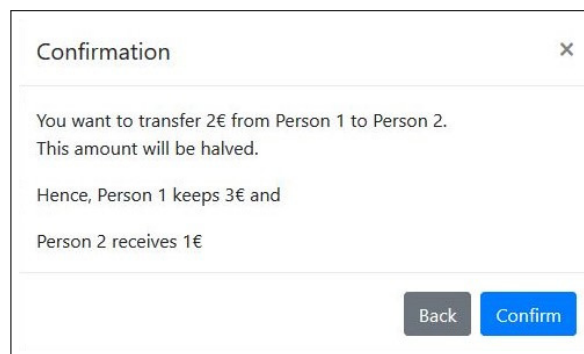 Confirmation ×
You want to transfer 2€ from Person 1 to Person 2.
This amount will be halved.
Hence, Person 1 keeps 3€ and
Person 2 receives 1€
Back Confirm